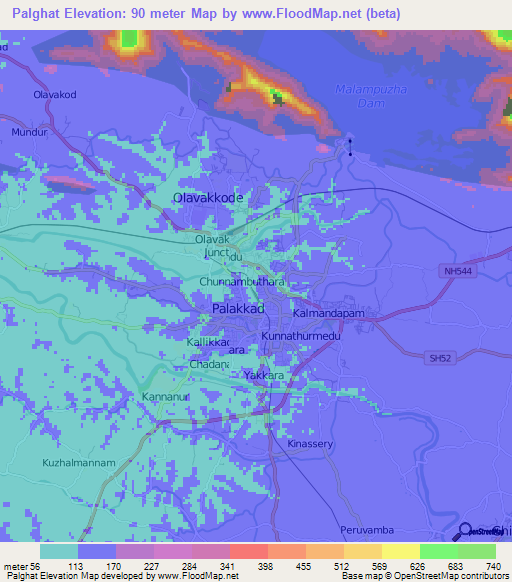 Palghat Elevation: 90 meter Map by www.FloodMap.net (beta)
Olavakod
Malampuzha
Dam
Mundur
Olavakkode
Olavak
Junct
du
NH544
Chunnambuthara
Palakkad
Kalmandapam
Kunnathurmedu
Kallikkad
ara
SH52
Chadana
Yakkara
Kannanur
Kinassery
Kuzhalmannam
Peruvamba
OpenStreetMap
Chi
meter 56 113 170 227 284 341 398 455 512 569 626 683 740
Palghat Elevation Map developed by www.FloodMap.net
Base map © OpenStreetMap contributors